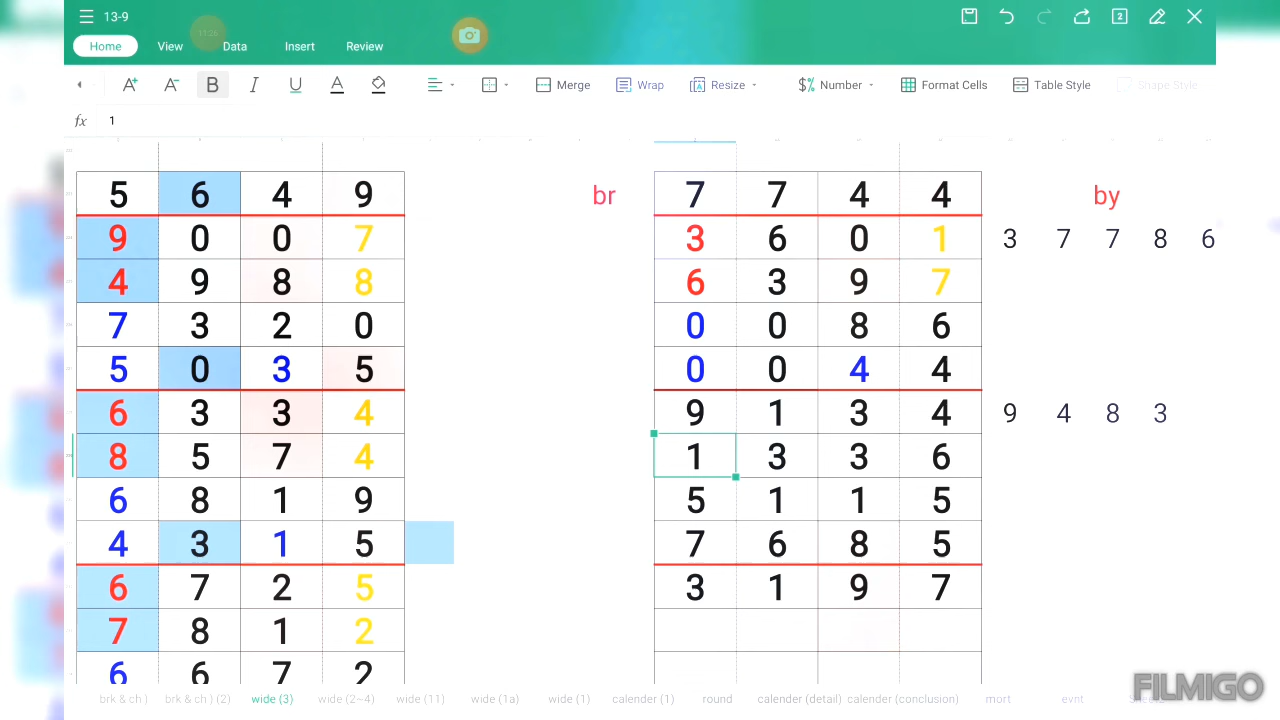 13-9
11:26
Home View Data Insert Review
A+ A- B I U A Merge Wrap Resize $% Number Format Cells Table Style Shape Style
fx 1
5 6 4 9 br 7 7 4 4 by
9 0 0 7 3 6 0 1 3 7 7 8 6
4 9 8 8 6 3 9 7
7 3 2 0 0 0 8 6
5 0 3 5 0 0 4 4
6 3 3 4 9 1 3 4 9 4 8 3
8 5 7 4 1 3 3 6
6 8 1 9 5 1 1 5
4 3 1 5 7 6 8 5
6 7 2 5 3 1 9 7
7 8 1 2
6 6 7 2
brk & ch ) brk & ch ) (2) wide (3) wide (2~4) wide (11) wide (1a) wide (1) calender (1) round calender (detail) calender (conclusion) mort evnt
FILMIGO